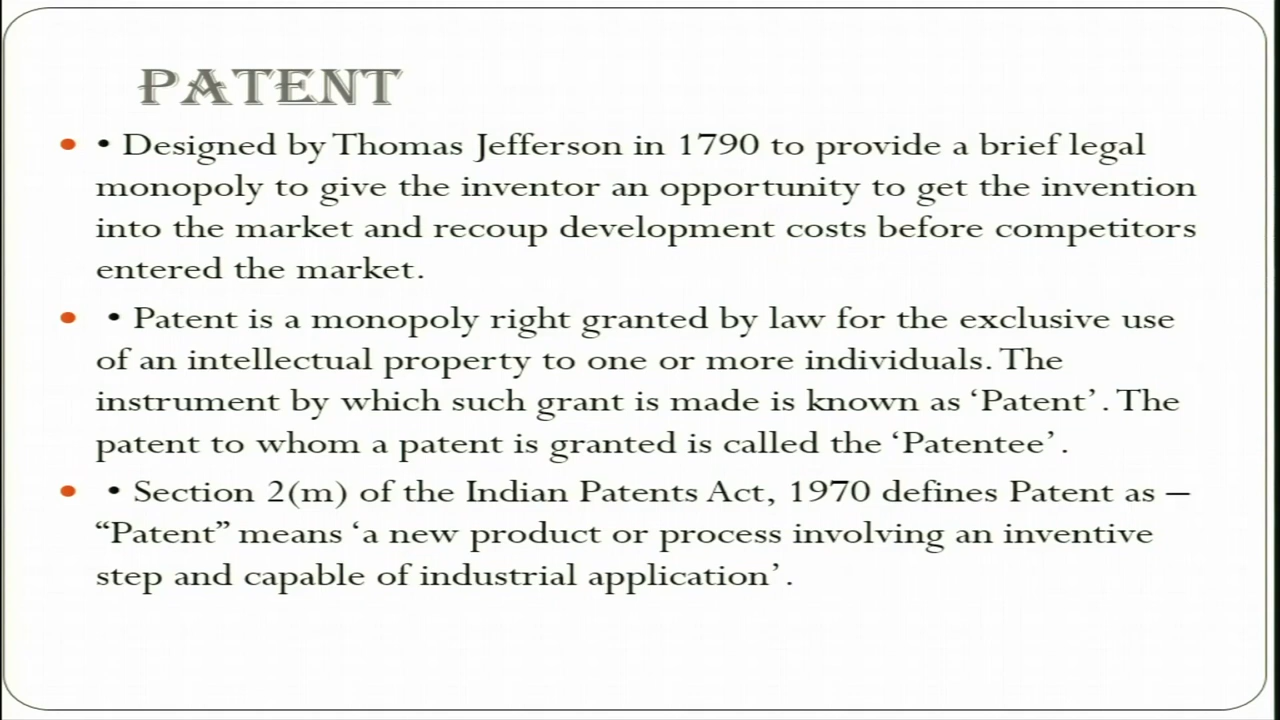 PATENT
• • Designed by Thomas Jefferson in 1790 to provide a brief legal
monopoly to give the inventor an opportunity to get the invention
into the market and recoup development costs before competitors
entered the market.
• • Patent is a monopoly right granted by law for the exclusive use
of an intellectual property to one or more individuals. The
instrument by which such grant is made is known as ‘Patent’. The
patent to whom a patent is granted is called the ‘Patentee’.
• • Section 2(m) of the Indian Patents Act, 1970 defines Patent as –
“Patent” means ‘a new product or process involving an inventive
step and capable of industrial application’.